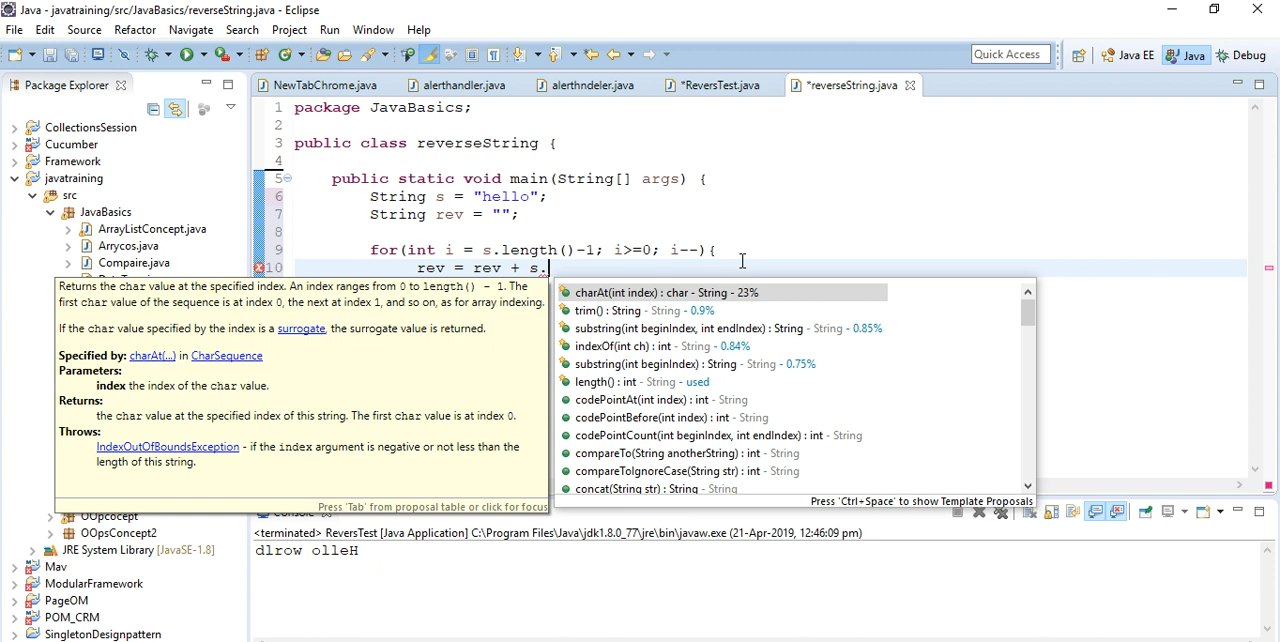 Java - javatraining/src/JavaBasics/reverseString.java - Eclipse
File Edit Source Refactor Navigate Search Project Run Window Help
Quick Access Java EE Java Debug
Package Explorer
NewTabChrome.java alerthandler.java alerthndeler.java *ReversTest.java *reverseString.java
CollectionsSession
Cucumber
Framework
javatraining
src
JavaBasics
ArrayListConcept.java
Arrycos.java
Compaire.java
1 package JavaBasics;
2
3 public class reverseString {
4
5 public static void main(String[] args) {
6 String s = "hello";
7 String rev = "";
8
9 for(int i = s.length()-1; i>=0; i--){
10 rev = rev + s.
Returns the char value at the specified index. An index ranges from 0 to length() - 1. The
first char value of the sequence is at index 0, the next at index 1, and so on, as for array indexing.
If the char value specified by the index is a surrogate, the surrogate value is returned.
Specified by: charAt(...) in CharSequence
Parameters:
index the index of the char value.
Returns:
the char value at the specified index of this string. The first char value is at index 0.
Throws:
IndexOutOfBoundsException - if the index argument is negative or not less than the
length of this string.
Press 'Tab' from proposal table or click for focus
charAt(int index) : char - String - 23%
trim() : String - String - 0.9%
substring(int beginIndex, int endIndex) : String - String - 0.85%
indexOf(int ch) : int - String - 0.84%
substring(int beginIndex) : String - String - 0.75%
length() : int - String - used
codePointAt(int index) : int - String
codePointBefore(int index) : int - String
codePointCount(int beginIndex, int endIndex) : int - String
compareTo(String anotherString) : int - String
compareToIgnoreCase(String str) : int - String
concat(String str) : String - String
Press 'Ctrl+Space' to show Template Proposals
OOpcocept
OOpsConcept2
JRE System Library [JavaSE-1.8]
Mav
ModularFramework
PageOM
POM_CRM
SingletonDesignpattern
<terminated> ReversTest [Java Application] C:\Program Files\Java\jdk1.8.0_77\jre\bin\javaw.exe (21-Apr-2019, 12:46:09 pm)
dlrow olleH